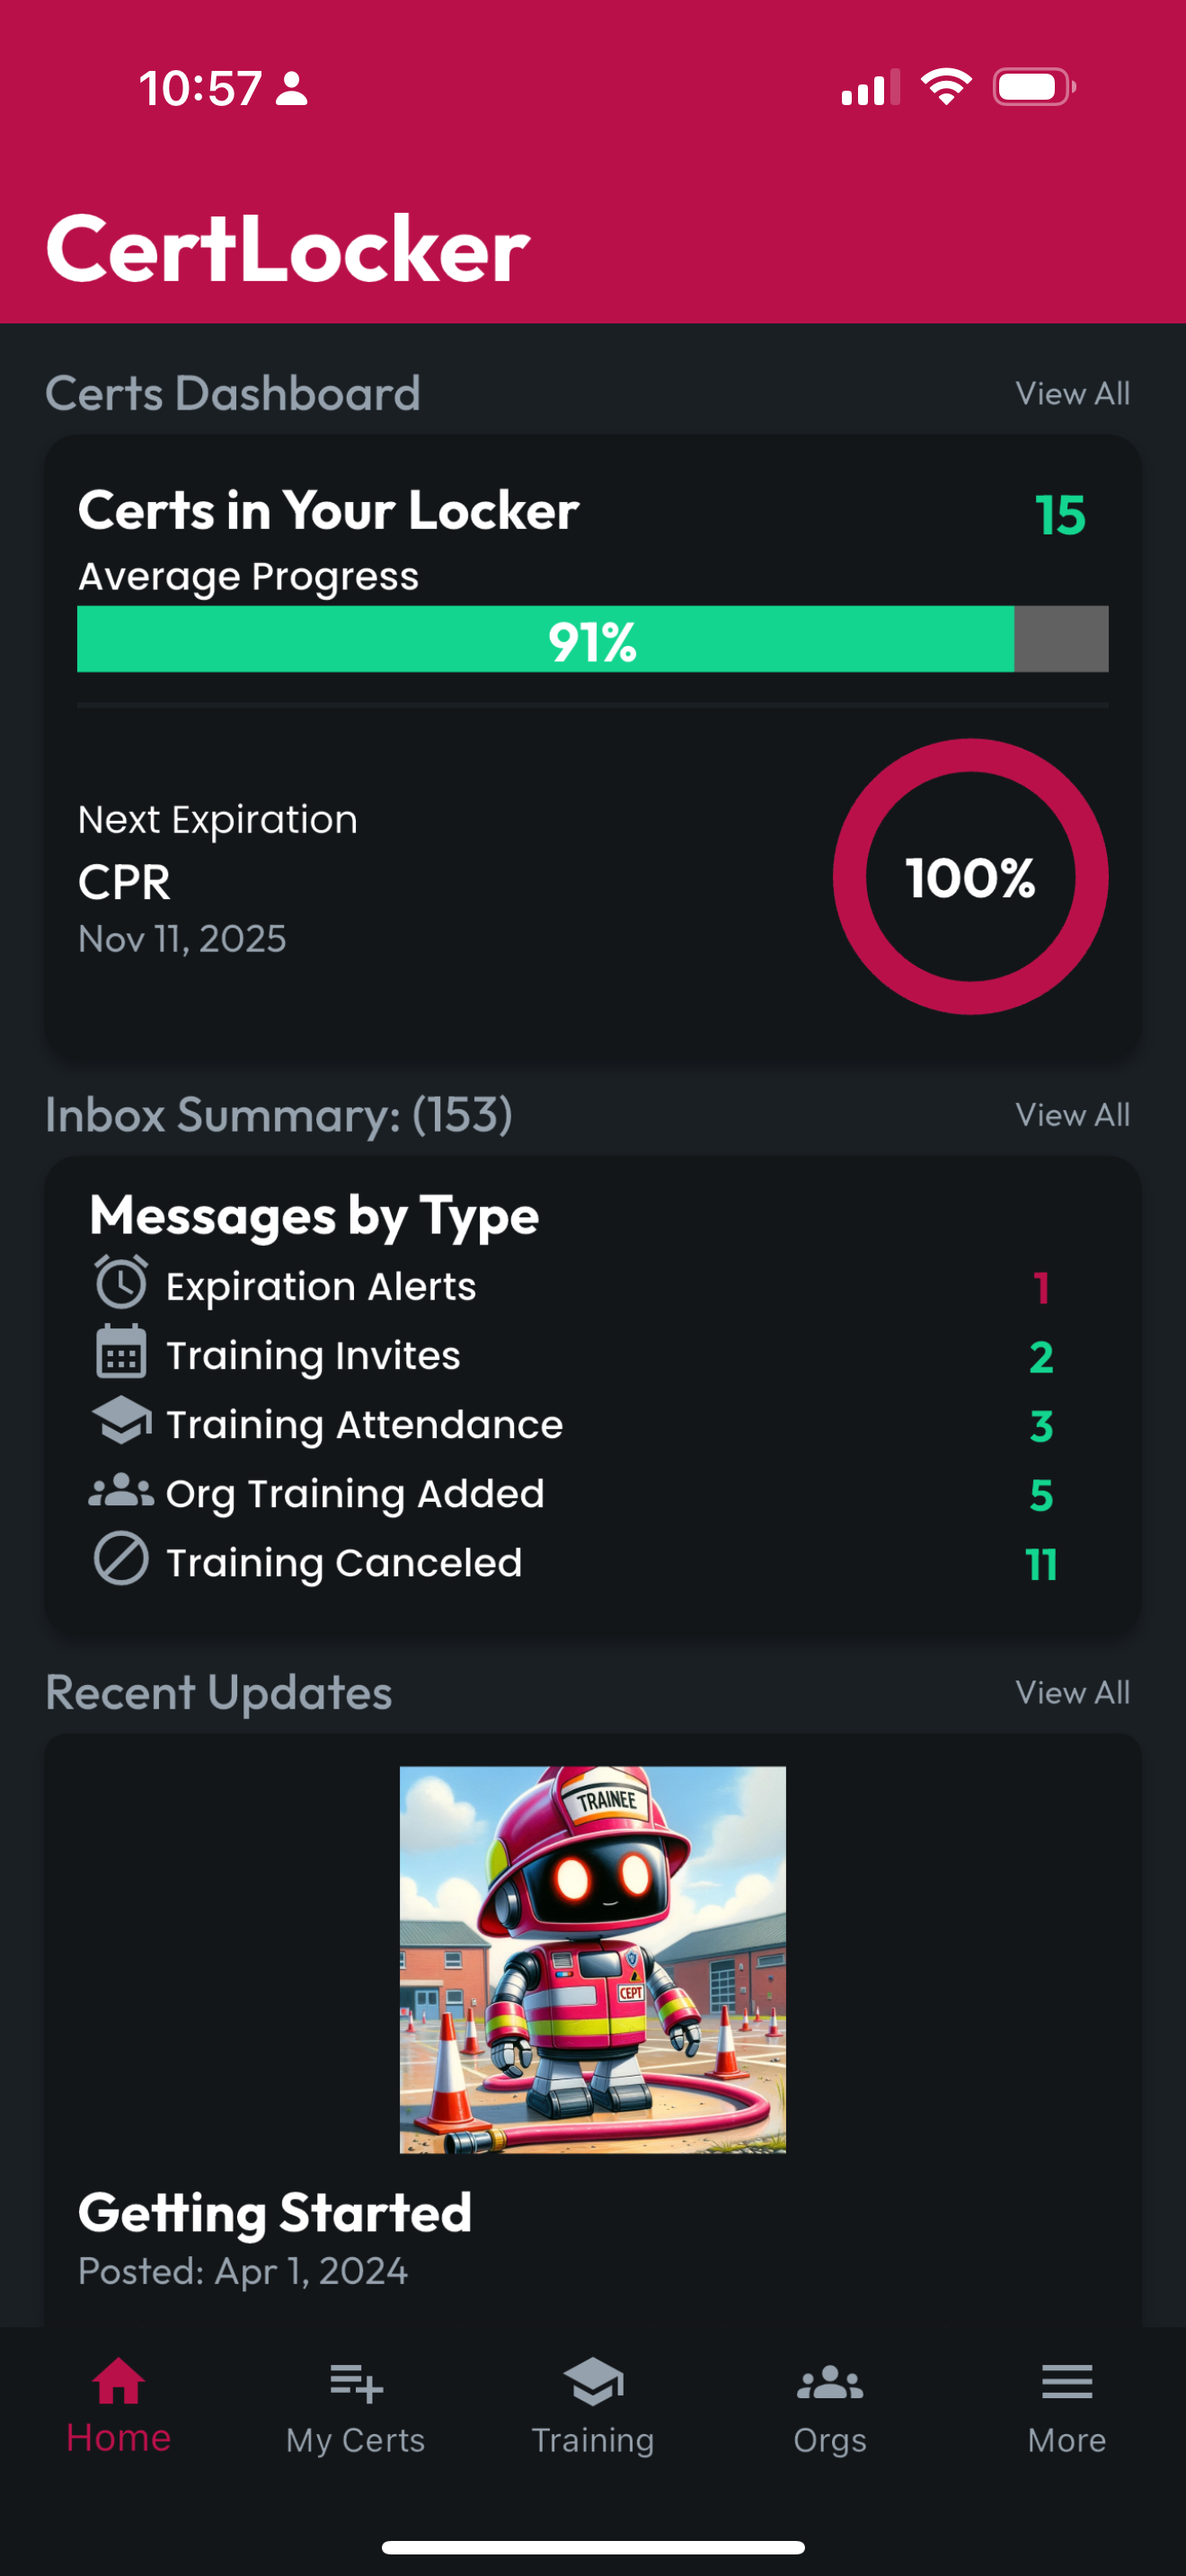 10:57
CertLocker
Certs Dashboard View All
Certs in Your Locker 15
Average Progress
91%
Next Expiration
CPR
Nov 11, 2025
100%
Inbox Summary: (153) View All
Messages by Type
Expiration Alerts 1
Training Invites 2
Training Attendance 3
Org Training Added 5
Training Canceled 11
Recent Updates View All
TRAINEE
CEPT
Getting Started
Posted: Apr 1, 2024
Home My Certs Training Orgs More